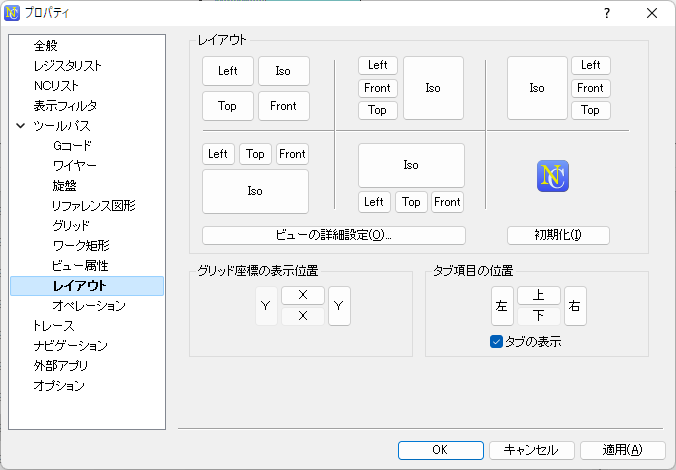 プロパティ
全般
レジスタリスト
NCリスト
表示フィルタ
ツールパス
Gコード
ワイヤー
旋盤
リファレンス図形
グリッド
ワーク矩形
ビュー属性
レイアウト
オペレーション
トレース
ナビゲーション
外部アプリ
オプション
レイアウト
Left Iso
Top Front
Left
Front
Top
Iso
Iso
Left
Front
Top
Left Top Front
Iso
Iso
Left Top Front
NC
ビューの詳細設定(O)...
初期化(I)
グリッド座標の表示位置
Y X X Y
タブ項目の位置
左 上 下 右
タブの表示
OK キャンセル 適用(A)